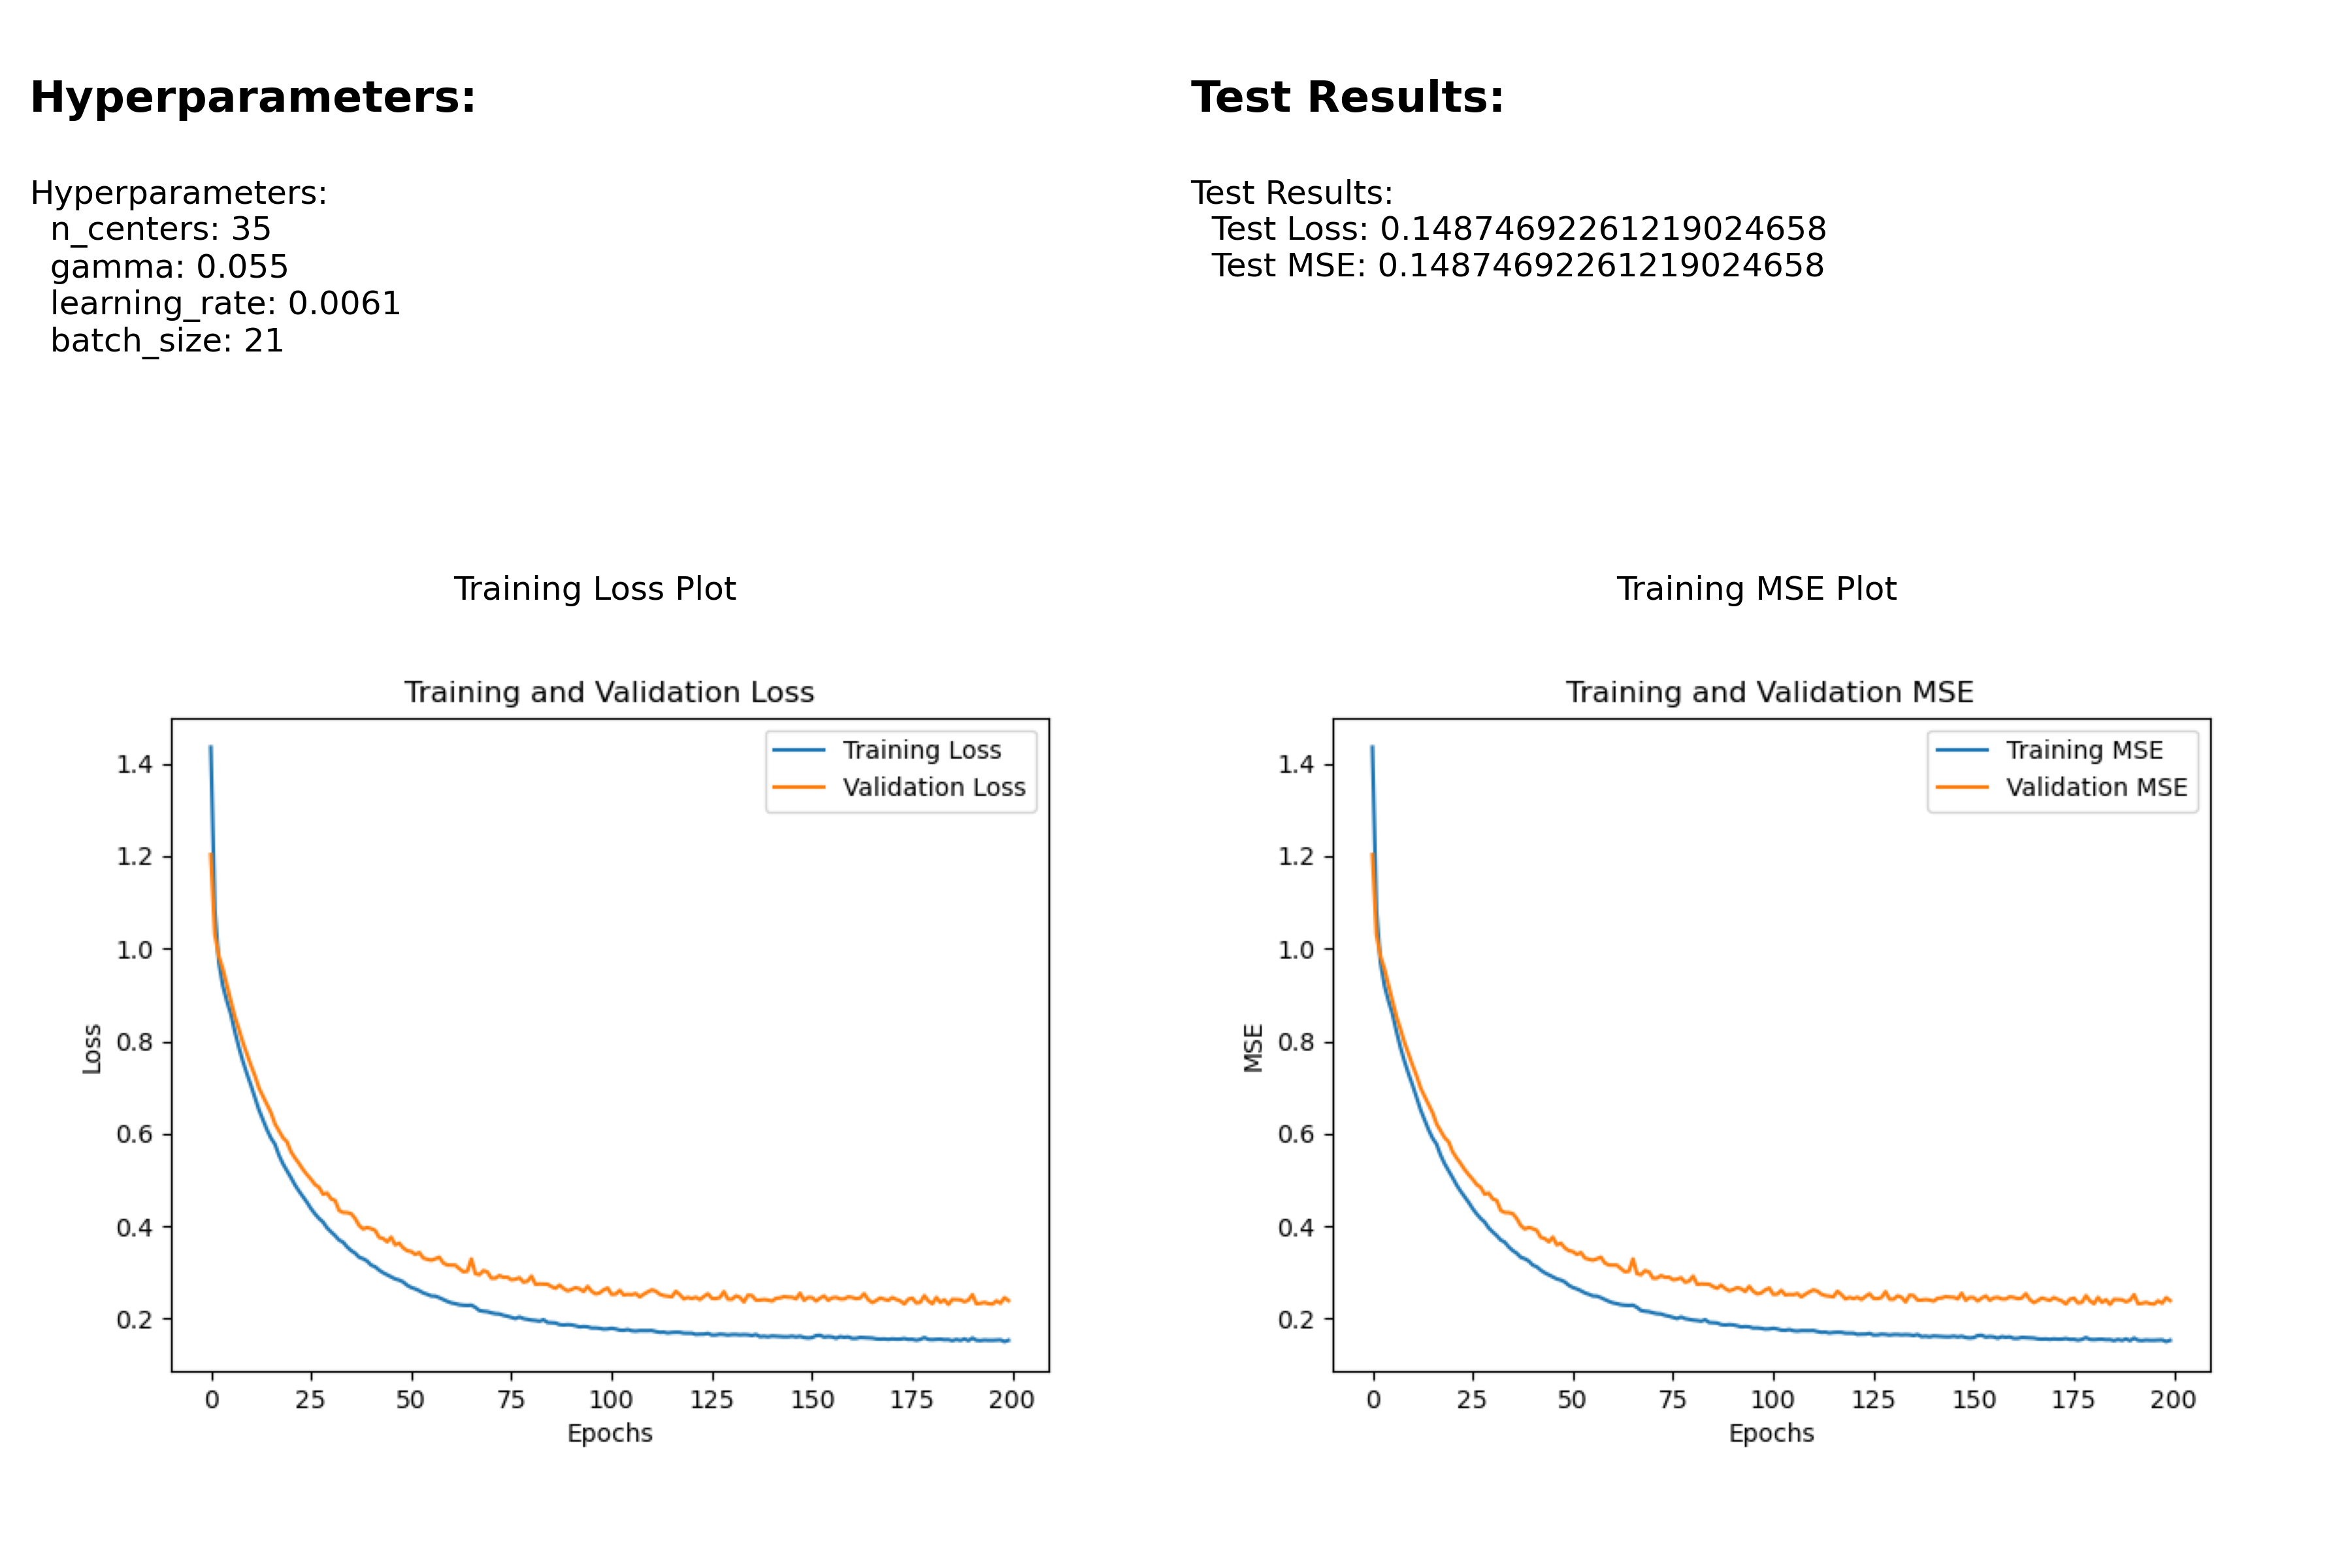 Hyperparameters:
Hyperparameters:
n_centers: 35
gamma: 0.055
learning_rate: 0.0061
batch_size: 21
Test Results:
Test Results:
Test Loss: 0.14874692261219024658
Test MSE: 0.14874692261219024658
Training Loss Plot
Training and Validation Loss
Training Loss
Validation Loss
Loss
1.4
1.2
1.0
0.8
0.6
0.4
0.2
0 25 50 75 100 125 150 175 200
Epochs
Training MSE Plot
Training and Validation MSE
Training MSE
Validation MSE
MSE
1.4
1.2
1.0
0.8
0.6
0.4
0.2
0 25 50 75 100 125 150 175 200
Epochs